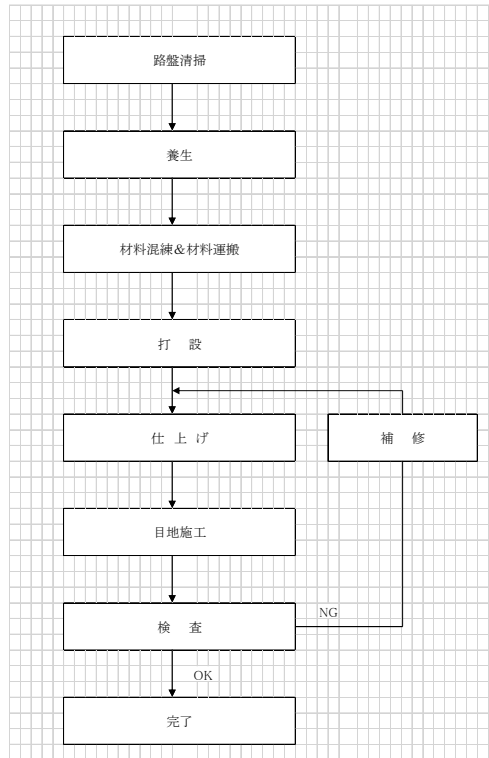 路盤清掃
養生
材料混練&材料運搬
打　設
仕 上 げ
補　修
目地施工
検　査
NG
OK
完了